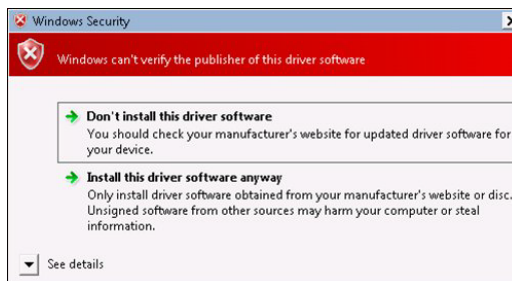 Windows Security
Windows can't verify the publisher of this driver software
Don't install this driver software
You should check your manufacturer's website for updated driver software for
your device.
Install this driver software anyway
Only install driver software obtained from your manufacturer's website or disc.
Unsigned software from other sources may harm your computer or steal
information.
See details